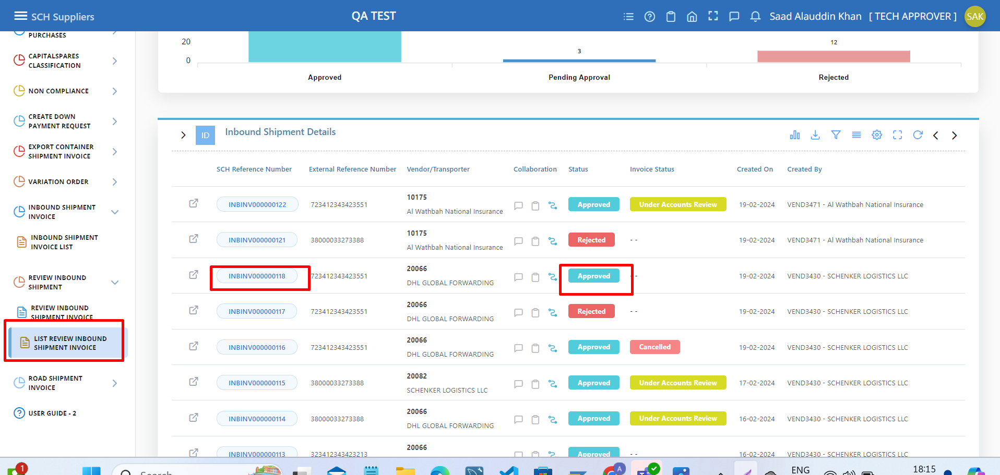 SCH Suppliers
QA TEST
Saad Alauddin Khan [ TECH APPROVER ]
SAK
PURCHASES
CAPITALSPARES
CLASSIFICATION
NON COMPLIANCE
CREATE DOWN
PAYMENT REQUEST
EXPORT CONTAINER
SHIPMENT INVOICE
VARIATION ORDER
INBOUND SHIPMENT
INVOICE
INBOUND SHIPMENT
INVOICE LIST
REVIEW INBOUND
SHIPMENT
REVIEW INBOUND
SHIPMENT INVOICE
LIST REVIEW INBOUND
SHIPMENT INVOICE
ROAD SHIPMENT
INVOICE
USER GUIDE - 2
20
0
3
12
Approved
Pending Approval
Rejected
ID
Inbound Shipment Details
SCH Reference Number External Reference Number Vendor/Transporter Collaboration Status Invoice Status Created On Created By
INBINV000000122 723412343423551 10175 Approved Under Accounts Review 19-02-2024 VEND3471 - Al Wathbah National Insurance
Al Wathbah National Insurance
INBINV000000121 38000033273388 10175 Rejected - - 19-02-2024 VEND3471 - Al Wathbah National Insurance
Al Wathbah National Insurance
INBINV000000118 723412343423551 20066 Approved - 19-02-2024 VEND3430 - SCHENKER LOGISTICS LLC
DHL GLOBAL FORWARDING
INBINV000000117 723412343423551 20066 Rejected - - 19-02-2024 VEND3430 - SCHENKER LOGISTICS LLC
DHL GLOBAL FORWARDING
INBINV000000116 723412343423551 20066 Approved Cancelled 19-02-2024 VEND3430 - SCHENKER LOGISTICS LLC
DHL GLOBAL FORWARDING
INBINV000000115 38000033273388 20082 Approved Under Accounts Review 17-02-2024 VEND3430 - SCHENKER LOGISTICS LLC
SCHENKER LOGISTICS LLC
INBINV000000114 38000033273388 20066 Approved Under Accounts Review 16-02-2024 VEND3430 - SCHENKER LOGISTICS LLC
DHL GLOBAL FORWARDING
INBINV000000113 323412343423213 20066 Approved - - 16-02-2024 VEND3430 - SCHENKER LOGISTICS LLC
1
Search
A
ENG
18:15